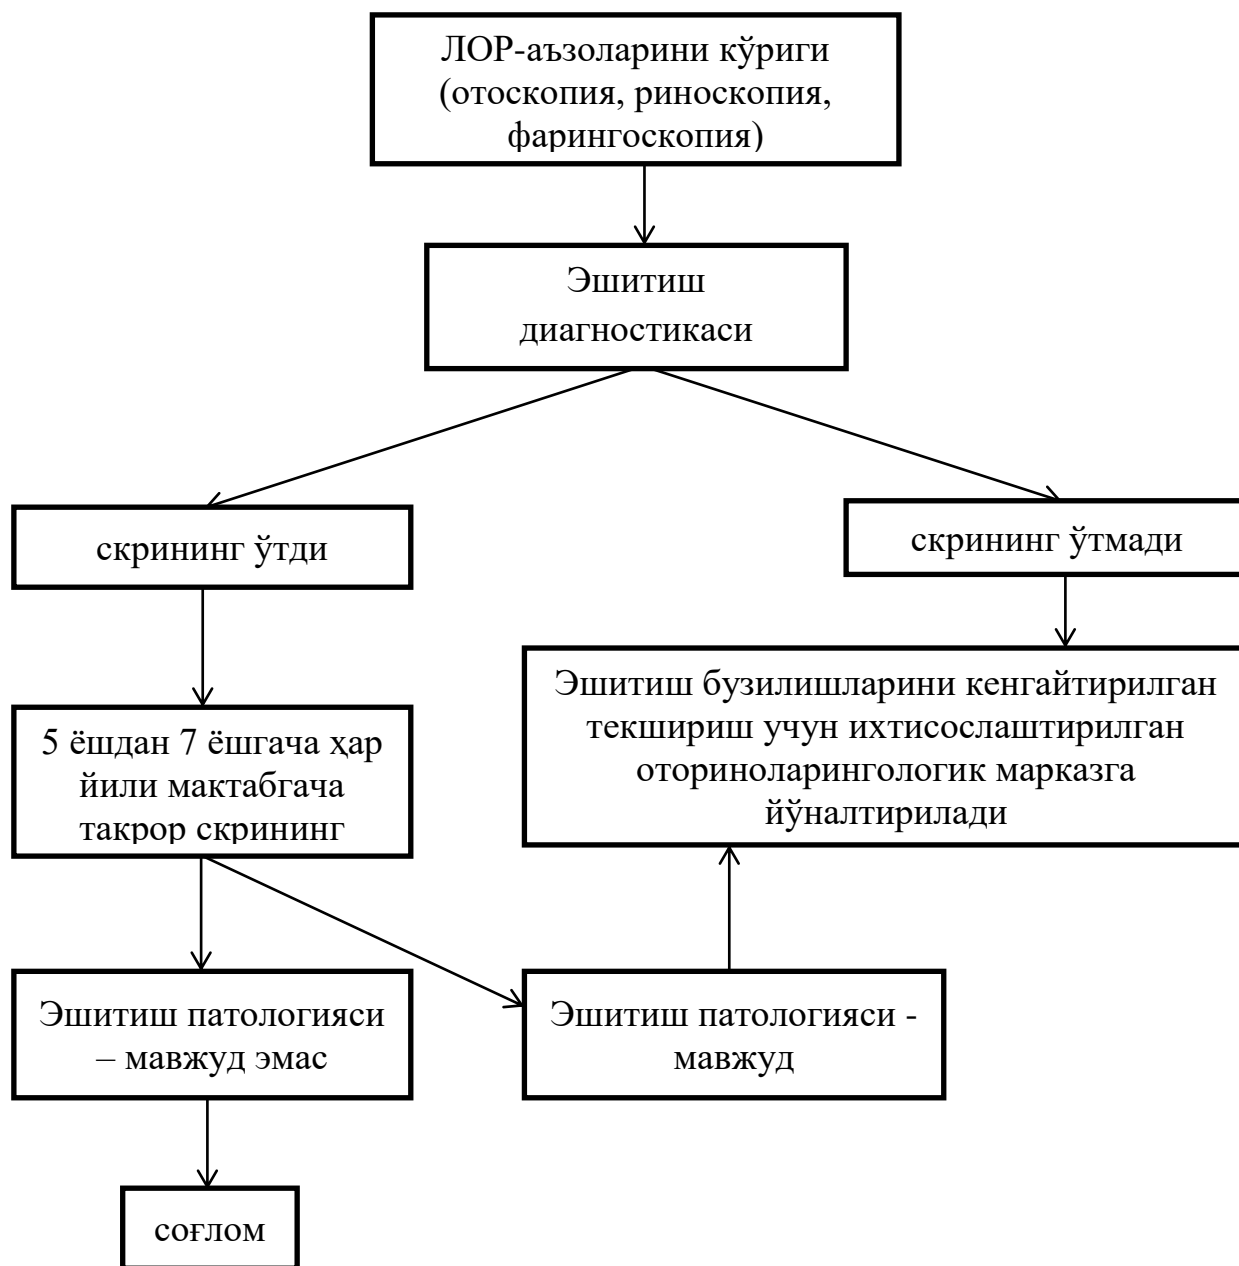 ЛОР-аъзоларини кўриги
(отоскопия, риноскопия,
фарингоскопия)
Эшитиш
диагностикаси
скрининг ўтди
скрининг ўтмади
Эшитиш бузилишларини кенгайтирилган
текшириш учун ихтисослаштирилган
оториноларингологик марказга
йўналтирилади
5 ёшдан 7 ёшгача ҳар
йили мактабгача
такрор скрининг
Эшитиш патологияси
– мавжуд эмас
Эшитиш патологияси -
мавжуд
соғлом